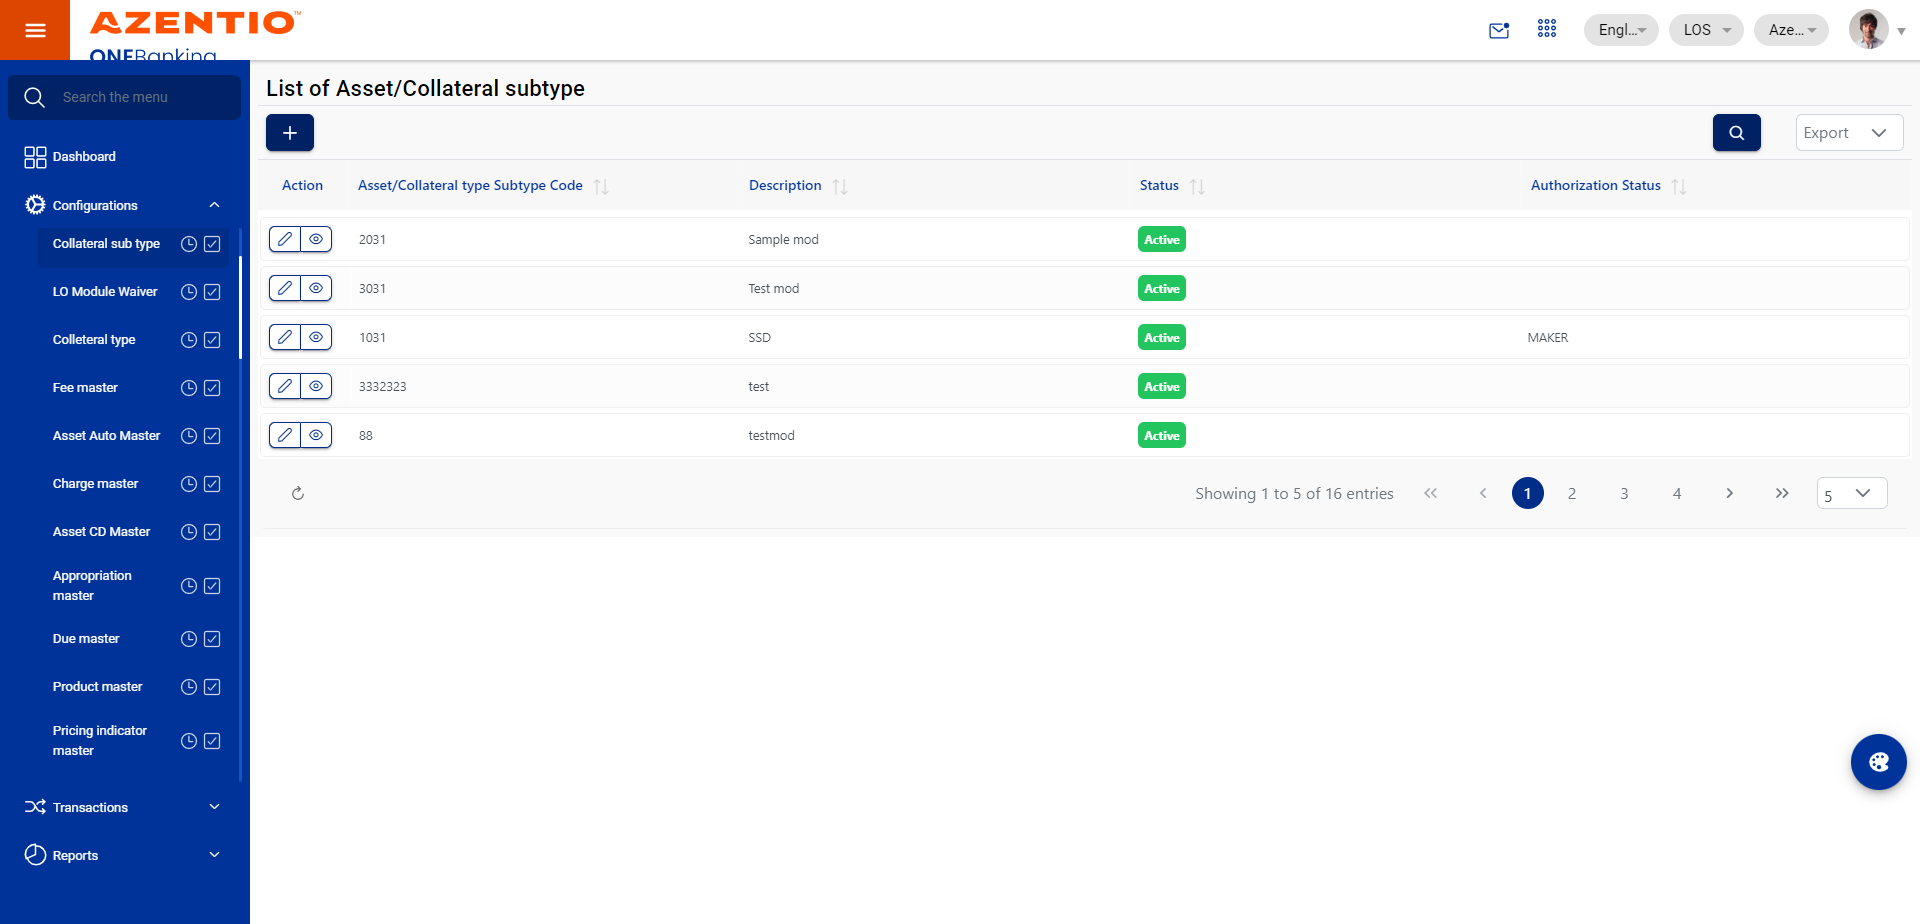 AZENTIO™
ONEBanking
Engl...
LOS
Aze...
Search the menu
Dashboard
Configurations
Collateral sub type
LO Module Waiver
Colleteral type
Fee master
Asset Auto Master
Charge master
Asset CD Master
Appropriation
master
Due master
Product master
Pricing indicator
master
Transactions
Reports
List of Asset/Collateral subtype
Export
Action Asset/Collateral type Subtype Code Description Status Authorization Status
2031 Sample mod Active
3031 Test mod Active
1031 SSD Active MAKER
3332323 test Active
88 testmod Active
Showing 1 to 5 of 16 entries 1 2 3 4 5